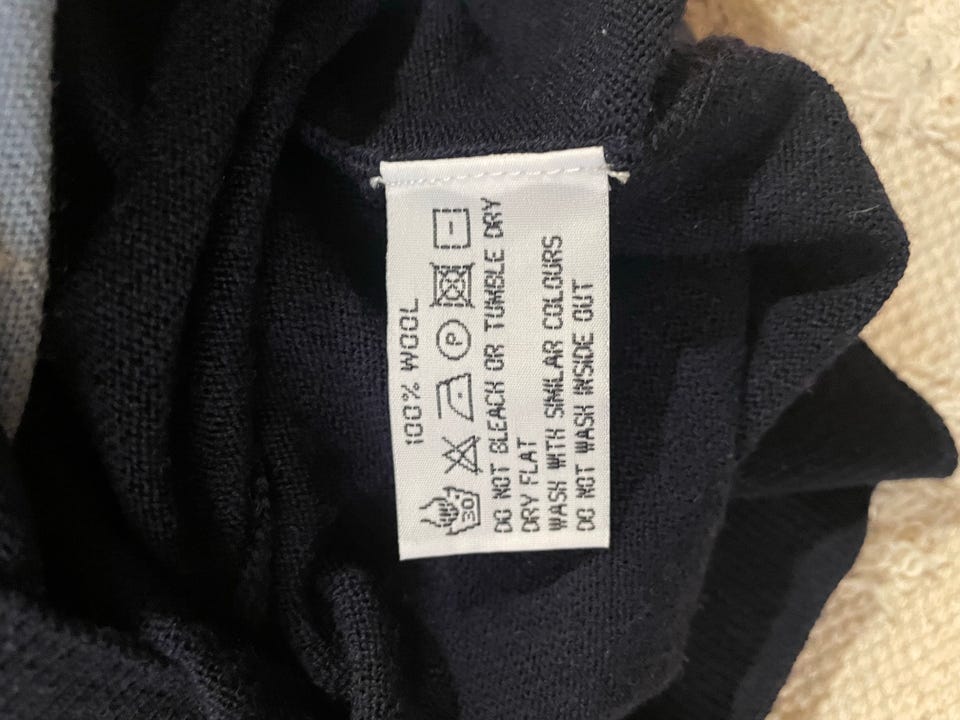 100% WOOL
30
P
DO NOT BLEACH OR TUMBLE DRY
DRY FLAT
WASH WITH SIMILAR COLOURS
DO NOT WASH INSIDE OUT